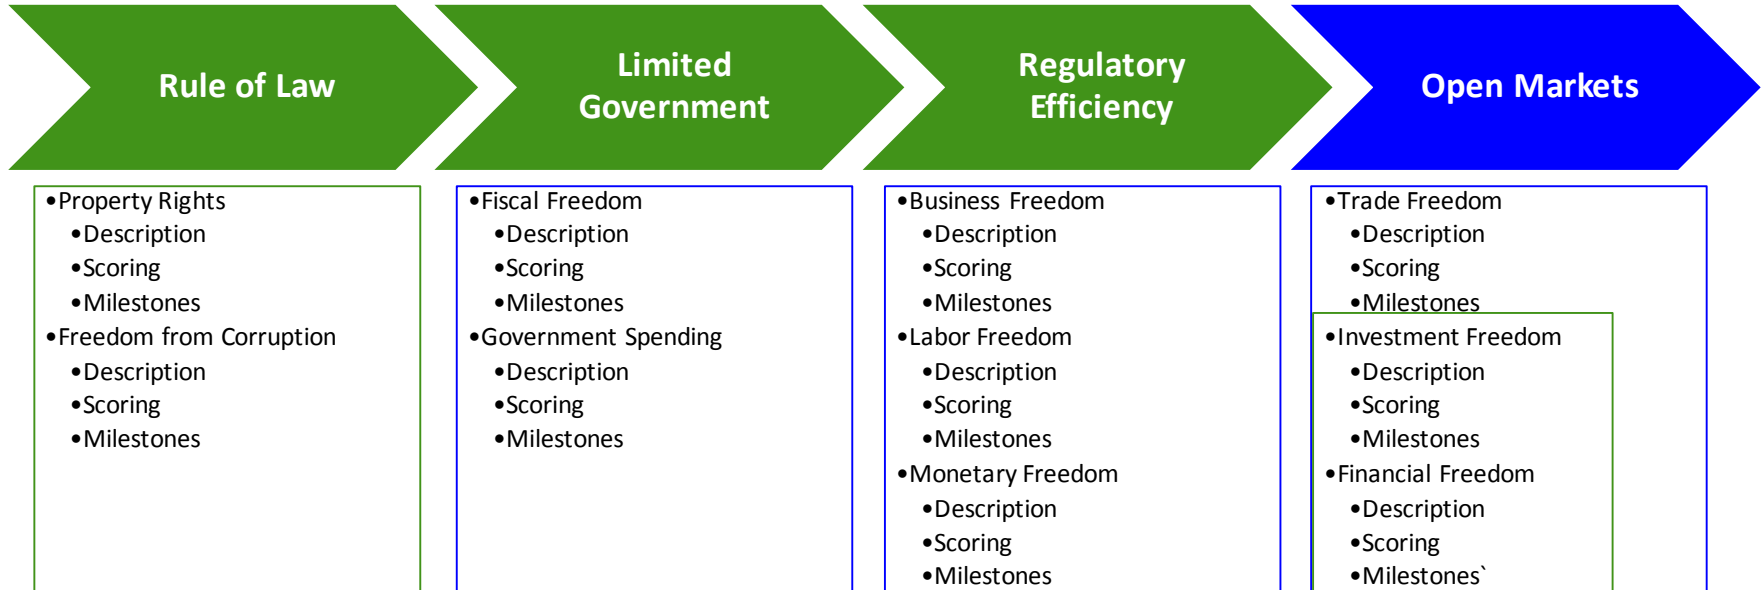 Rule of Law
Limited
Government
Regulatory
Efficiency
Open Markets
•Property Rights
•Description
•Scoring
•Milestones
•Freedom from Corruption
•Description
•Scoring
•Milestones
•Fiscal Freedom
•Description
•Scoring
•Milestones
•Government Spending
•Description
•Scoring
•Milestones
•Business Freedom
•Description
•Scoring
•Milestones
•Labor Freedom
•Description
•Scoring
•Milestones
•Monetary Freedom
•Description
•Scoring
•Milestones
•Trade Freedom
•Description
•Scoring
•Milestones
•Investment Freedom
•Description
•Scoring
•Milestones
•Financial Freedom
•Description
•Scoring
•Milestones`